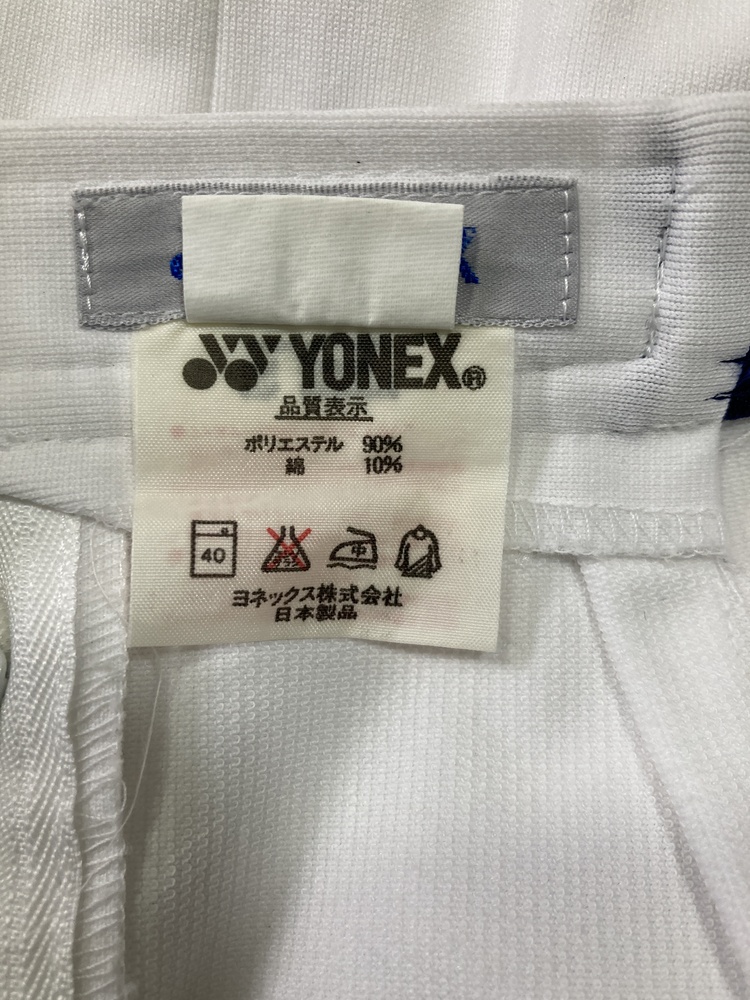 YONEX®
品質表示
ポリエステル 90%
綿 10%
40
中
ヨネックス株式会社
日本製品